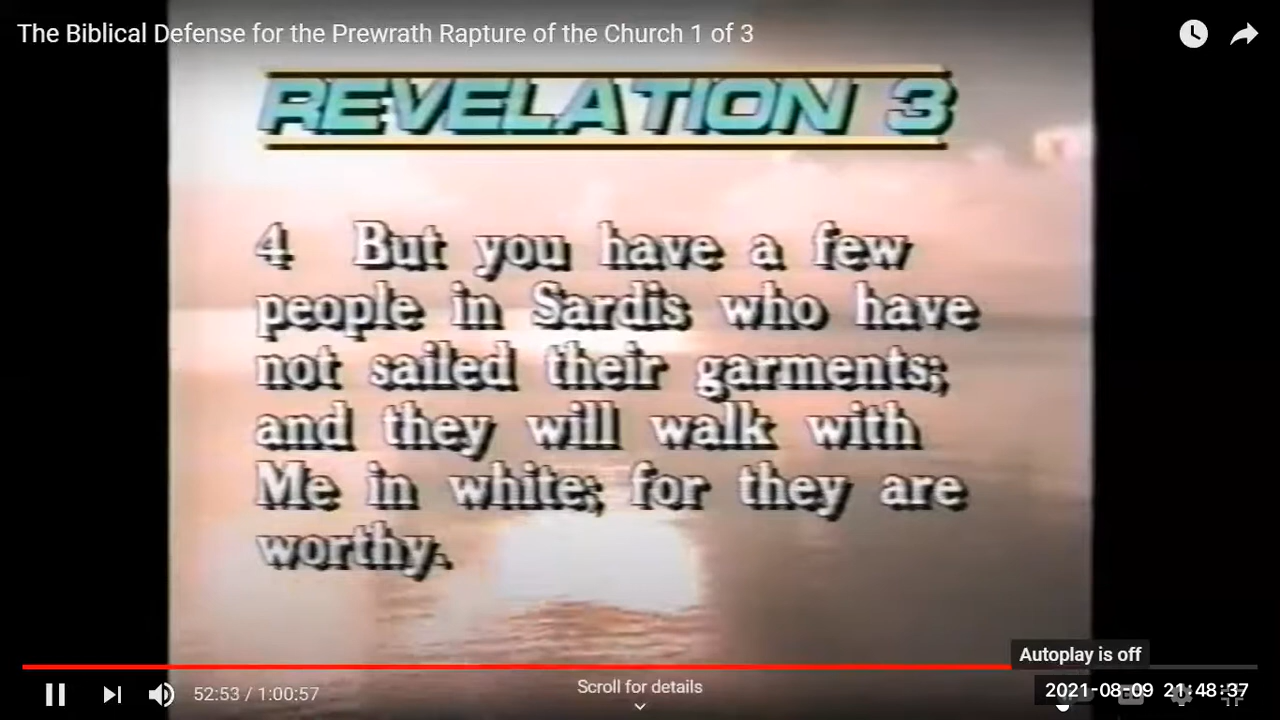 The Biblical Defense for the Prewrath Rapture of the Church 1 of 3
REVELATION 3
4 But you have a few
people in Sardis who have
not sailed their garments;
and they will walk with
Me in white; for they are
worthy.
Autoplay is off
52:53 / 1:00:57
Scroll for details
2021-08-09 21:48:37